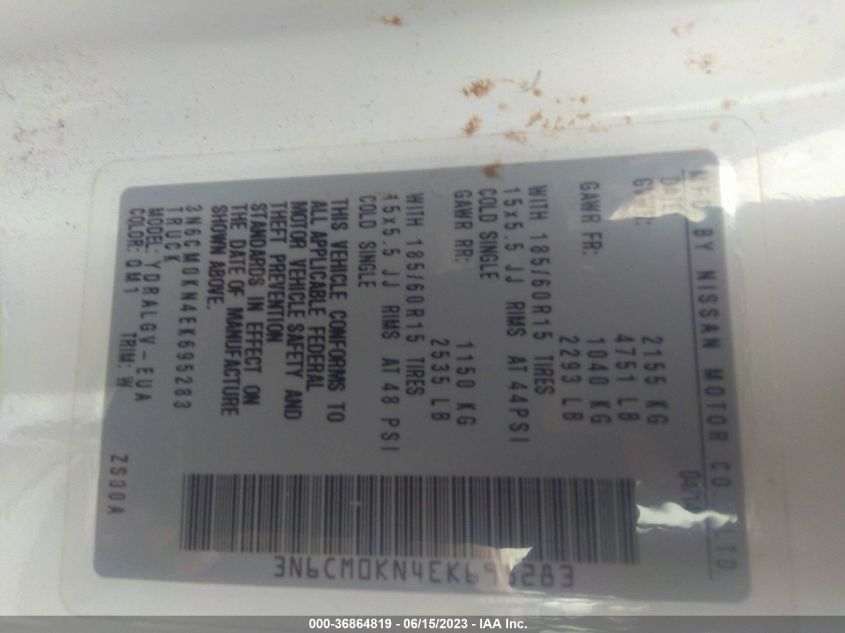 BY NISSAN MOTOR CO., LTD.
2155 KG
4751 LB
GAWR FR: 1040 KG
2293 LB
WITH 185/60R15 TIRES
15x5.5 JJ RIMS AT 44PSI
COLD SINGLE
GAWR RR: 1150 KG
2535 LB
WITH 185/60R15 TIRES
15x5.5 JJ RIMS AT 48 PSI
COLD SINGLE
THIS VEHICLE CONFORMS TO
ALL APPLICABLE FEDERAL
MOTOR VEHICLE SAFETY AND
THEFT PREVENTION
STANDARDS IN EFFECT ON
THE DATE OF MANUFACTURE
SHOWN ABOVE.
3N6CM0KN4EK695283
TRUCK
MODEL: YDRALGV-EUA
COLOR: QM1 TRIM: W ZS00A
3N6CM0KN4EK695283
000-36864819 - 06/15/2023 - IAA Inc.